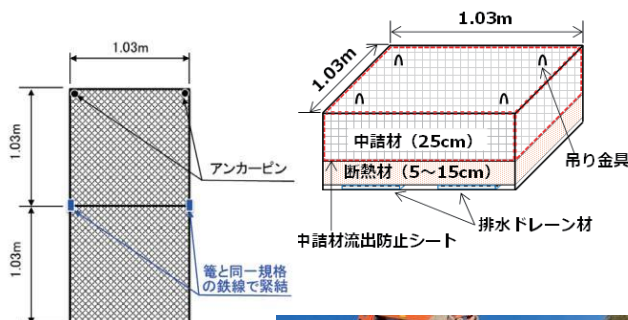 1.03m
1.03m
アンカーピン
1.03m
篭と同一規格
の鉄線で緊結
1.03m
1.03m
中詰材（25cm）
断熱材（5～15cm）
吊り金具
排水ドレーン材
中詰材流出防止シート